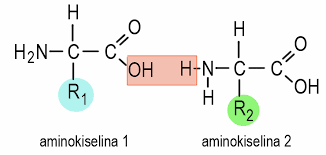 H H
O O
H₂N–C–C H–N–C–C
OH OH
R₁ H R₂
aminokiselina 1 aminokiselina 2